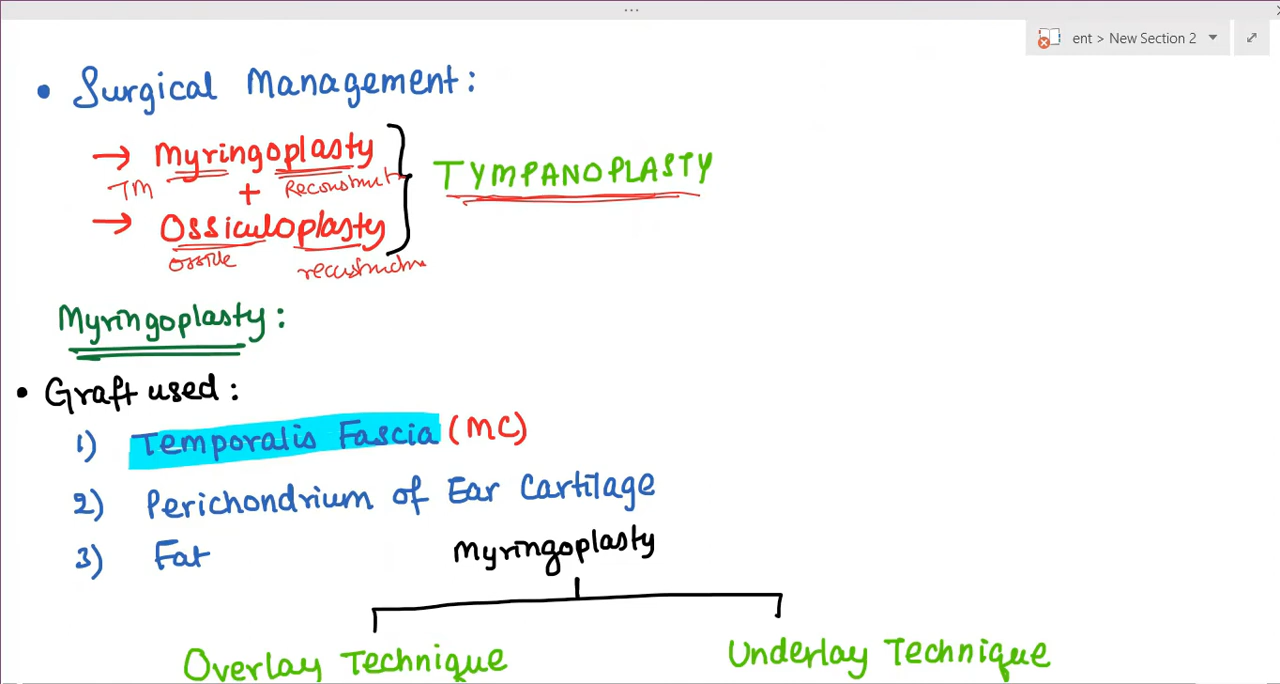 ent > New Section 2
• Surgical Management:
→ Myringoplasty
TM Reconstruct
+
TYMPANOPLASTY
→ Ossiculoplasty
ossicle
Myringoplasty:
• Graft used:
1) Temporalis Fascia (MC)
2) Perichondrium of Ear Cartilage
3) Fat
Myringoplasty
Overlay Technique Underlay Technique